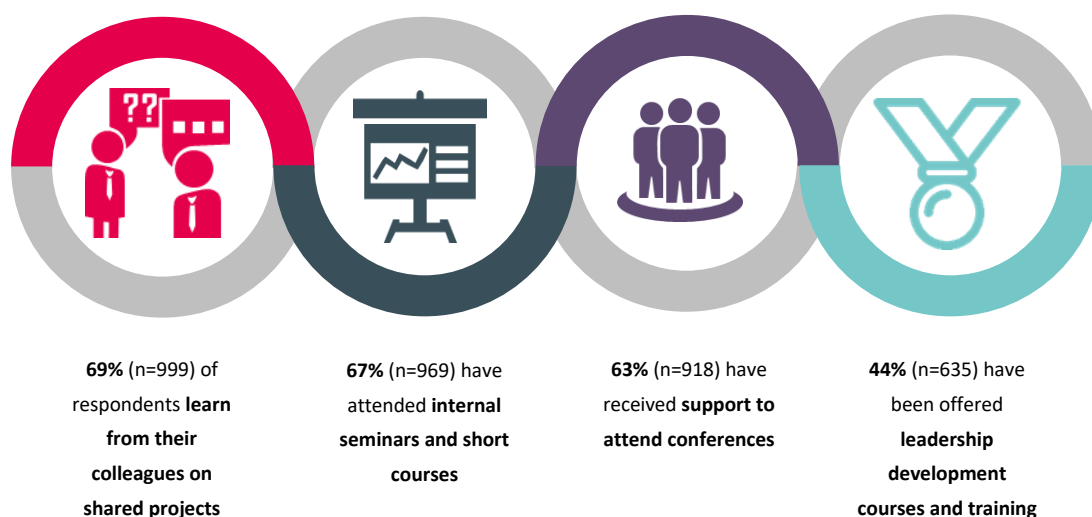 ??
69% (n=999) of
respondents learn
from their
colleagues on
shared projects
67% (n=969) have
attended internal
seminars and short
courses
63% (n=918) have
received support to
attend conferences
44% (n=635) have
been offered
leadership
development
courses and training